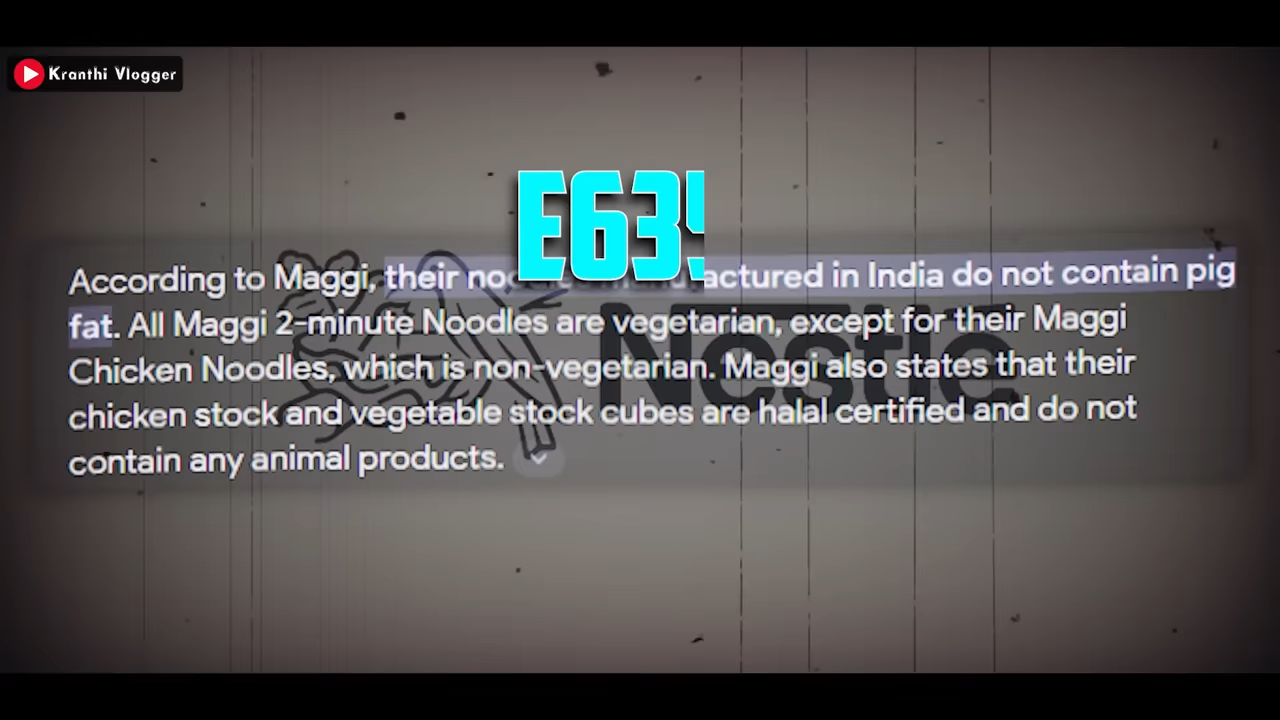 Kranthi Vlogger
E635
According to Maggi, their actured in India do not contain pig
fat. All Maggi 2-minute Noodles are vegetarian, except for their Maggi
Chicken Noodles, which is non-vegetarian. Maggi also states that their
chicken stock and vegetable stock cubes are halal certified and do not
contain any animal products.
Nestle